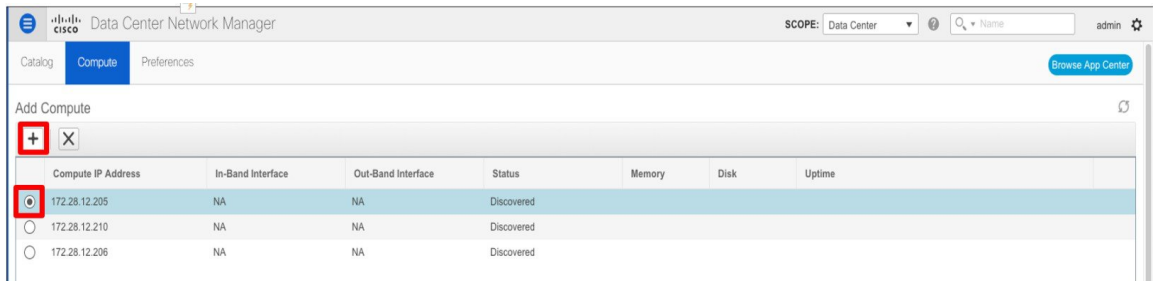 CISCO Data Center Network Manager SCOPE: Data Center Name admin
Catalog Compute Preferences Browse App Center
Add Compute
Compute IP Address In-Band Interface Out-Band Interface Status Memory Disk Uptime
172.28.12.205 NA NA Discovered
172.28.12.210 NA NA Discovered
172.28.12.206 NA NA Discovered